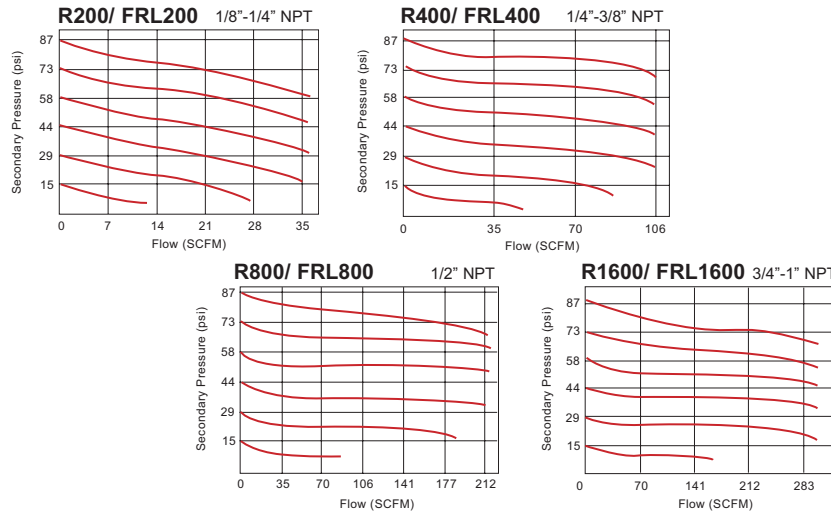 R200/ FRL200 1/8”-1/4” NPT
Secondary Pressure (psi)
87
73
58
44
29
15
0 7 14 21 28 35
Flow (SCFM)
R400/ FRL400 1/4”-3/8” NPT
Secondary Pressure (psi)
87
73
58
44
29
15
0 35 70 106
Flow (SCFM)
R800/ FRL800 1/2” NPT
Secondary Pressure (psi)
87
73
58
44
29
15
0 35 70 106 141 177 212
Flow (SCFM)
R1600/ FRL1600 3/4”-1” NPT
Secondary Pressure (psi)
87
73
58
44
29
15
0 70 141 212 283
Flow (SCFM)